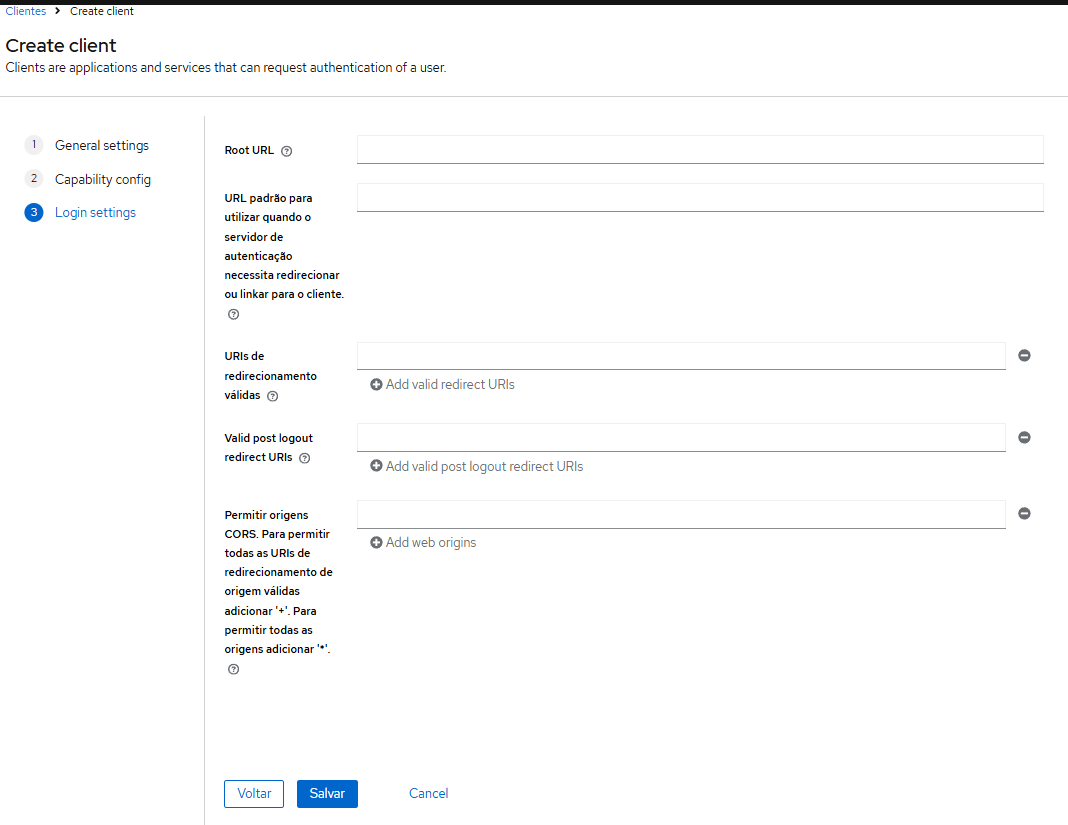 Clientes > Create client
Create client
Clients are applications and services that can request authentication of a user.
1 General settings
2 Capability config
3 Login settings
Root URL
URL padrão para
utilizar quando o
servidor de
autenticação
necessita redirecionar
ou linkar para o cliente.
URIs de
redirecionamento
válidas
Add valid redirect URIs
Valid post logout
redirect URIs
Add valid post logout redirect URIs
Permitir origens
CORS. Para permitir
todas as URIs de
redirecionamento de
origem válidas
adicionar '+'. Para
permitir todas as
origens adicionar '*'.
Add web origins
Voltar Salvar Cancel